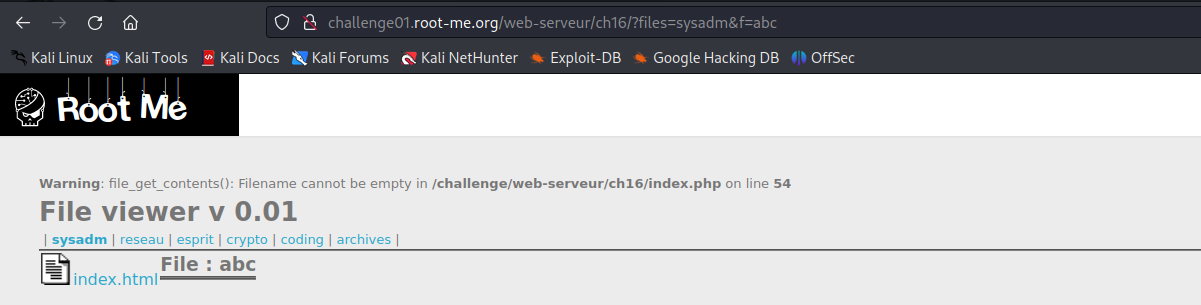 challenge01.root-me.org/web-serveur/ch16/?files=sysadm&f=abc
Kali Linux Kali Tools Kali Docs Kali Forums Kali NetHunter Exploit-DB Google Hacking DB OffSec
Root Me
Warning: file_get_contents(): Filename cannot be empty in /challenge/web-serveur/ch16/index.php on line 54
File viewer v 0.01
| sysadm | reseau | esprit | crypto | coding | archives |
index.html File : abc